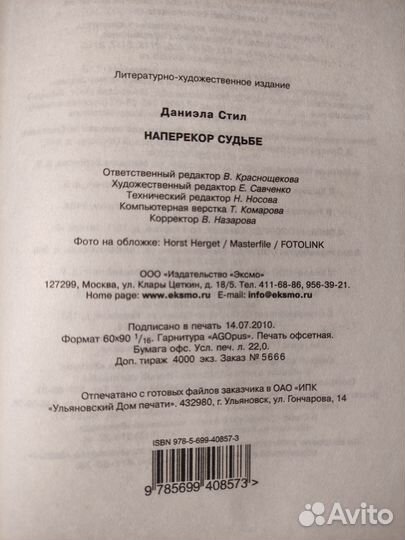 Литературно-художественное издание
Даниэла Стил
НАПЕРЕКОР СУДЬБЕ
Ответственный редактор В. Краснощекова
Художественный редактор Е. Савченко
Технический редактор Н. Носова
Компьютерная верстка Т. Комарова
Корректор В. Назарова
Фото на обложке: Horst Herget / Masterfile / FOTOLINK
ООО «Издательство «Эксмо»
127299, Москва, ул. Клары Цеткин, д. 18/5. Тел. 411-68-86, 956-39-21.
Home page: www.eksmo.ru E-mail: info@eksmo.ru
Подписано в печать 14.07.2010.
Формат 60х90 1/16. Гарнитура «AGOpus». Печать офсетная.
Бумага офс. Усл. печ. л. 22,0.
Доп. тираж 4000 экз. Заказ № 5666
Отпечатано с готовых файлов заказчика в ОАО «ИПК
"Ульяновский Дом печати». 432980, г. Ульяновск, ул. Гончарова, 14
ISBN 978-5-699-40857-3
9 785699 408573 >
Avito